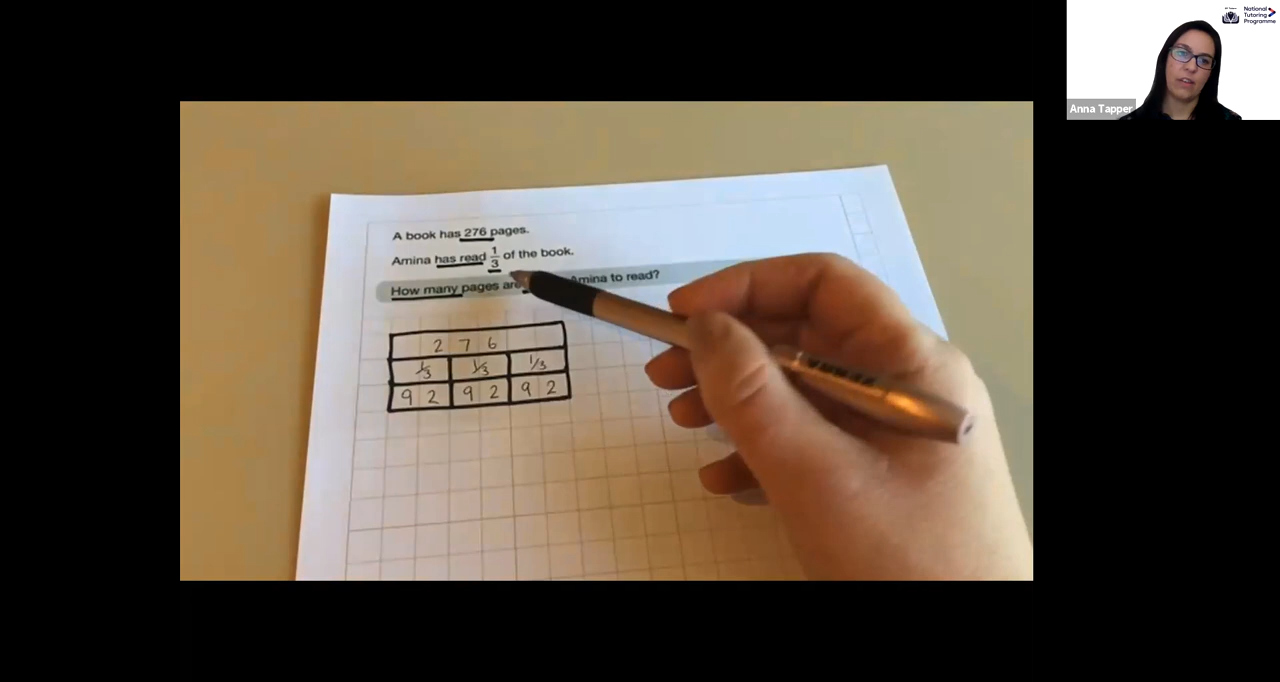 National
Tutoring
Programme
Anna Tapper
A book has 276 pages.
Amina has read 1/3 of the book.
How many pages are Amina to read?
2 7 6
1/3 1/3 1/3
9 2 9 2 9 2